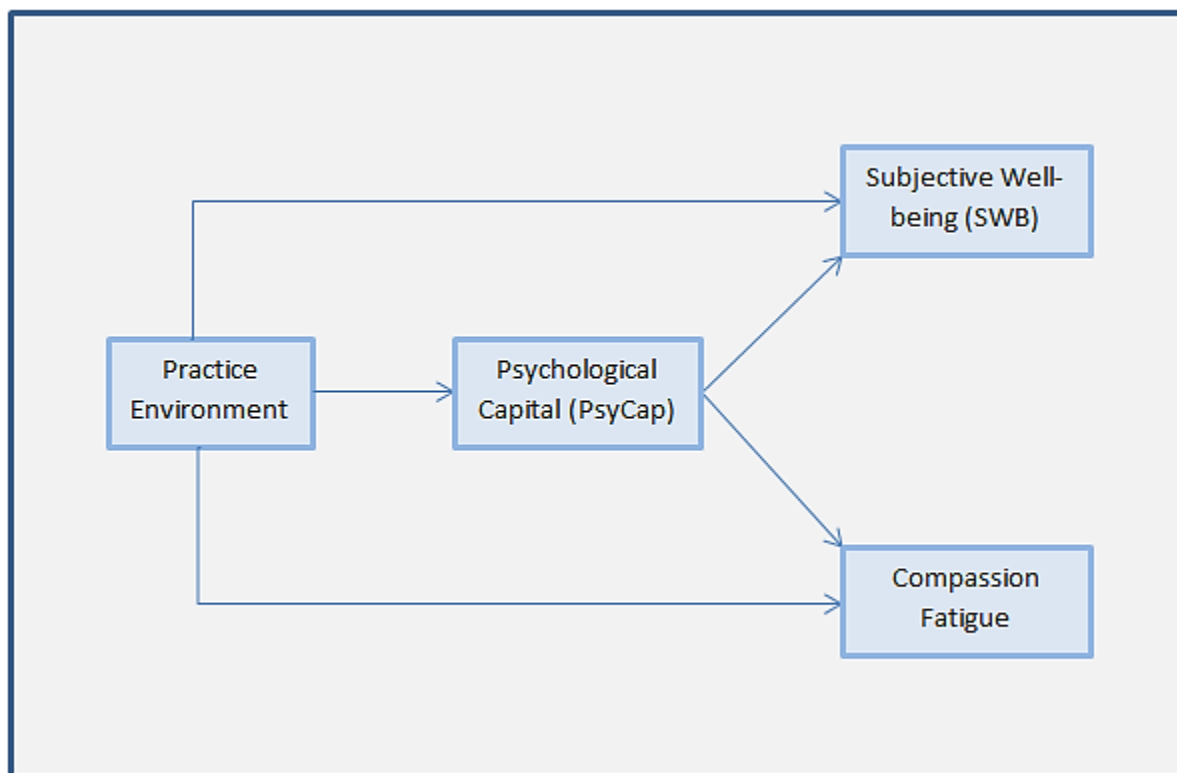 Subjective Well-
being (SWB)
Practice
Environment
Psychological
Capital (PsyCap)
Compassion
Fatigue